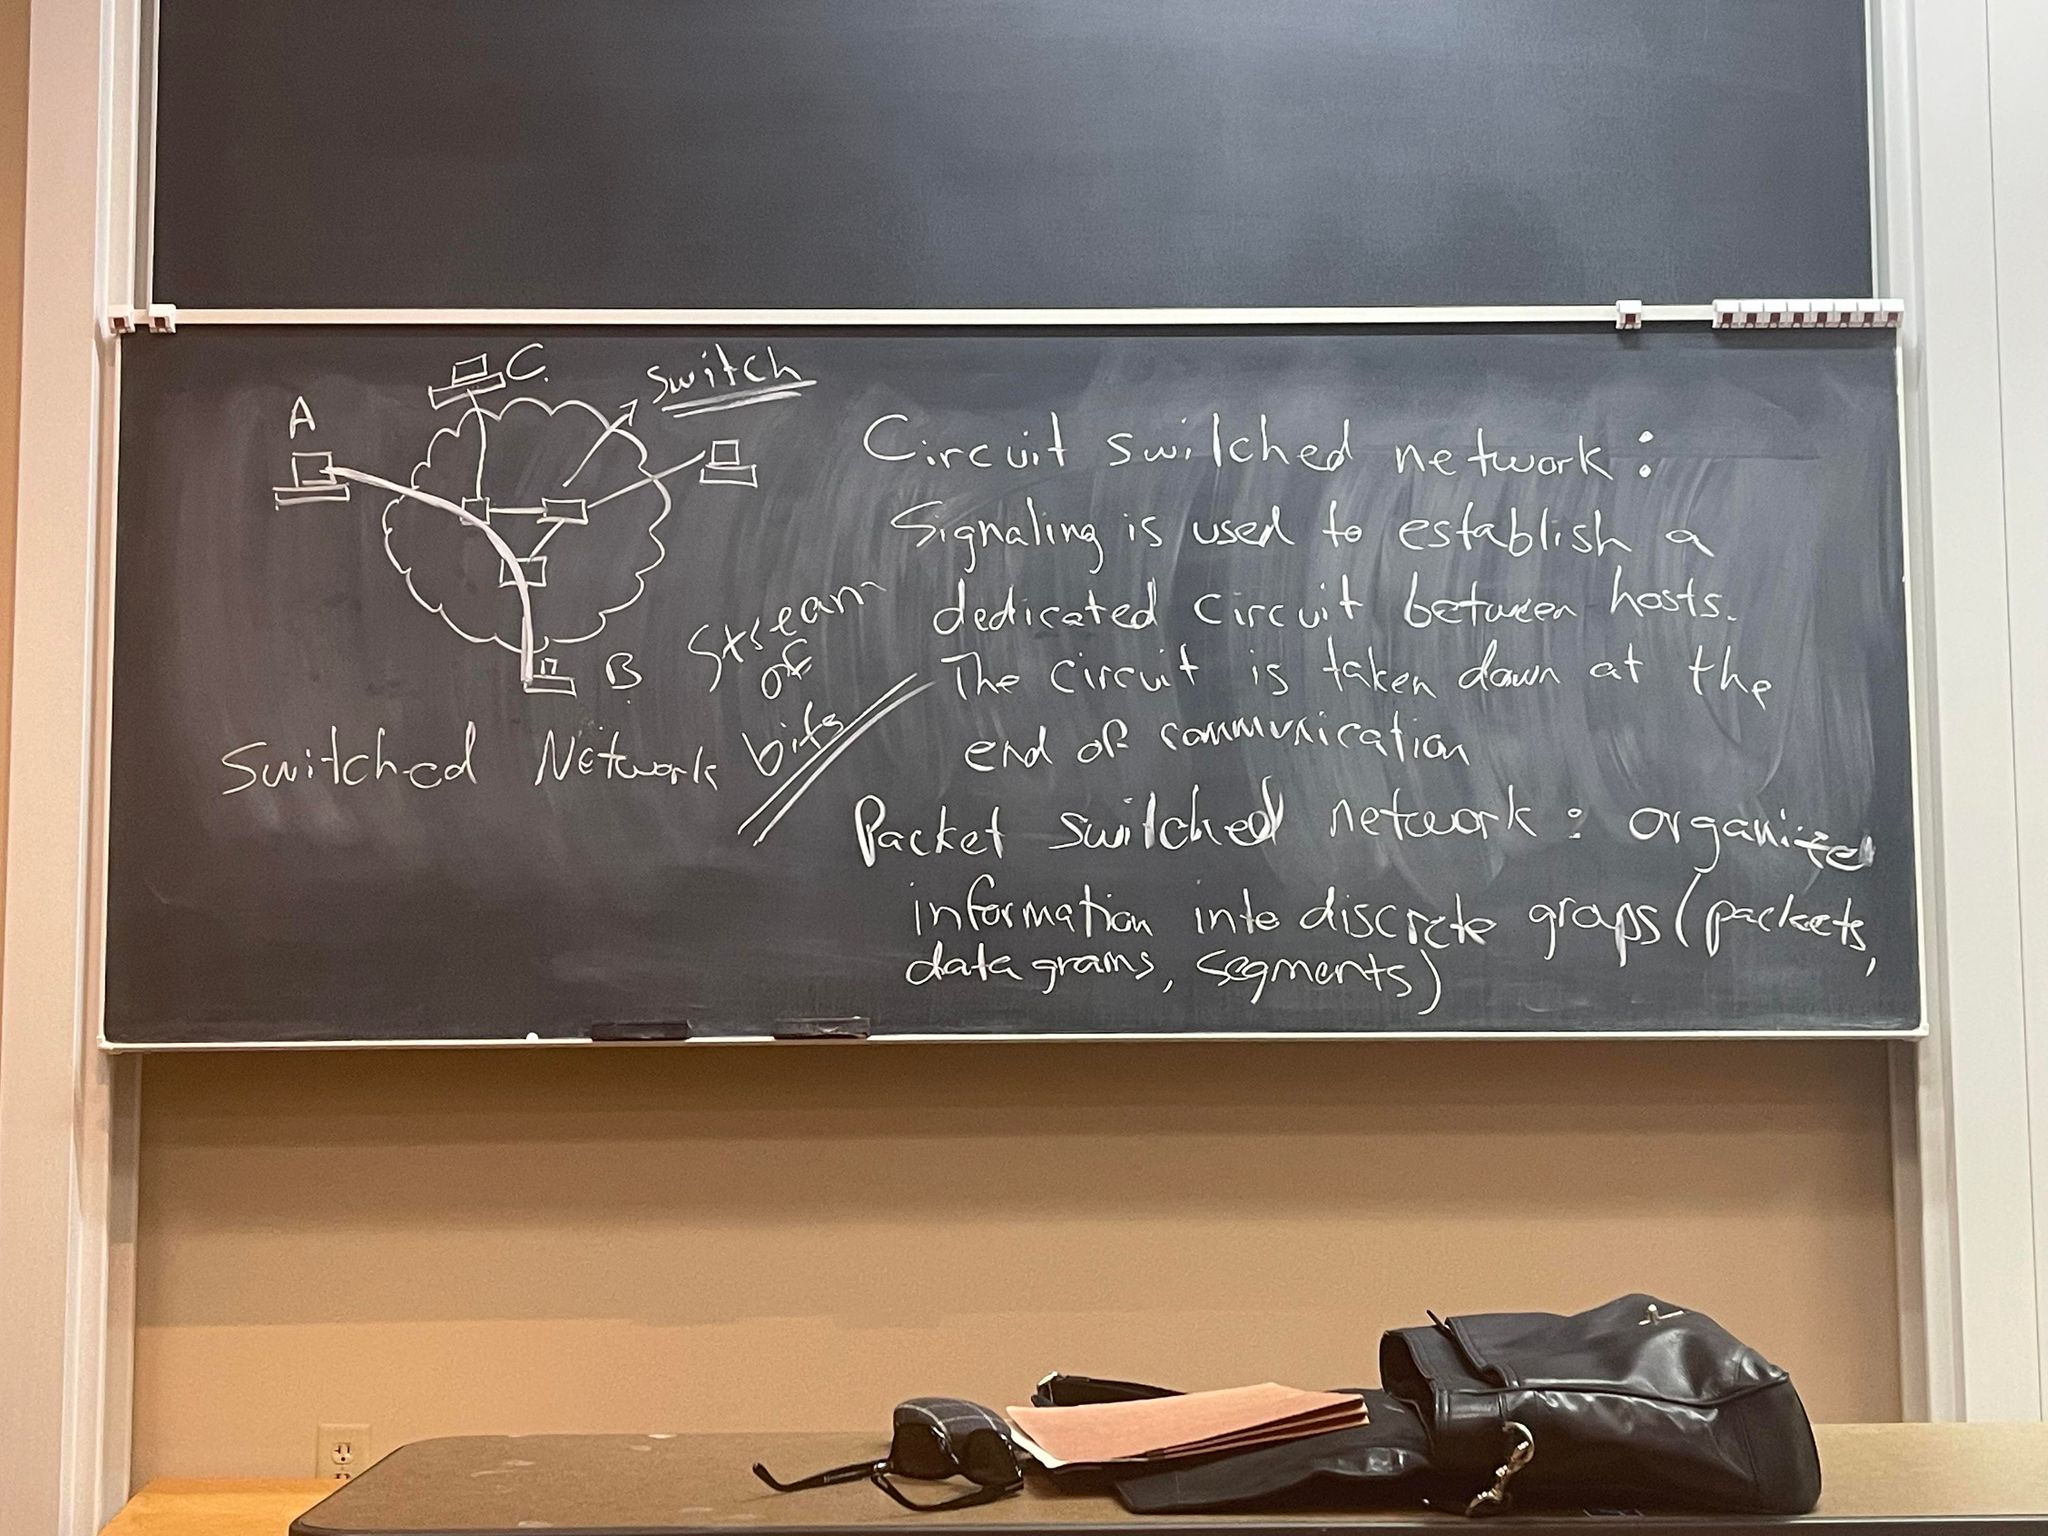 A
C.
Switch
B
Switched Network
Stream
of
bits
Circuit switched network:
Signaling is used to establish a
dedicated circuit between hosts.
The circuit is taken down at the
end of communication
Packet switched network: organize
information into discrete groups (packets,
datagrams, segments)